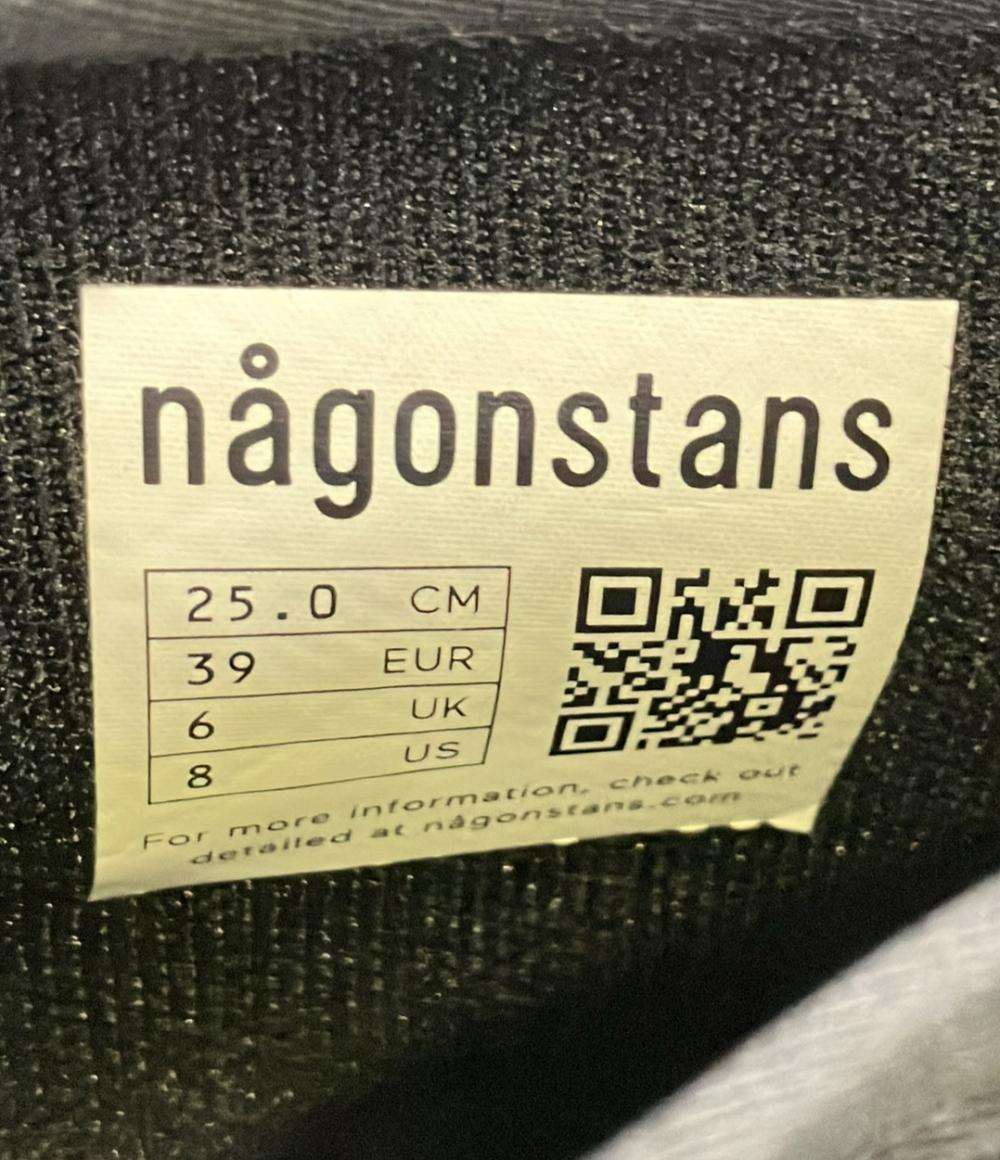 någonstans
25.0 CM
39 EUR
6 UK
8 US
For more information, check out
detailed at någonstans.com